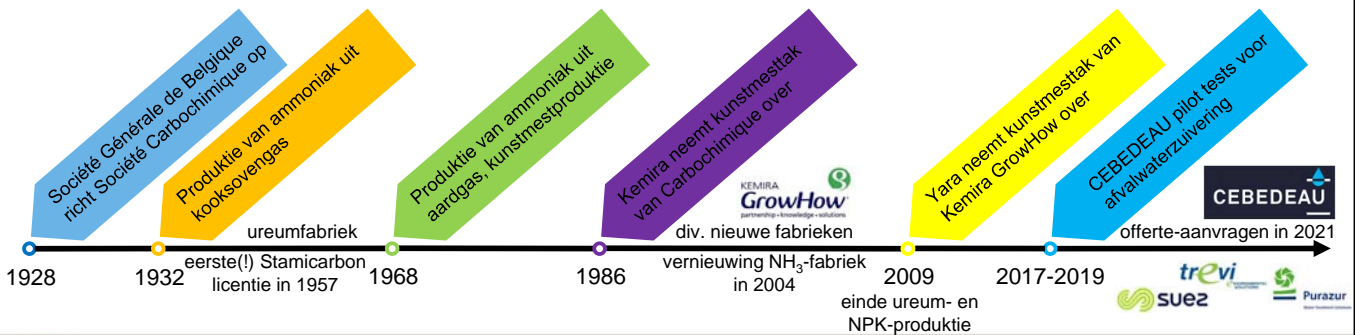 Société Générale de Belgique
richt Société Carbochimique op
Produktie van ammoniak uit
kooksovengas
Produktie van ammoniak uit
aardgas, kunstmestproduktie
Kemira neemt kunstmesttak
van Carbochimique over
Yara neemt kunstmesttak van
Kemira GrowHow over
CEBEDEAU pilot tests voor
afvalwaterzuivering
KEMIRA
GrowHow
partnership • knowledge • solutions
CEBEDEAU
ureumfabriek
div. nieuwe fabrieken
offerte-aanvragen in 2021
1928
1932
eerste(!) Stamicarbon
licentie in 1957
1968
1986
vernieuwing NH₃-fabriek
in 2004
2009
einde ureum- en
NPK-produktie
2017-2019
trevi
suez
Purazur